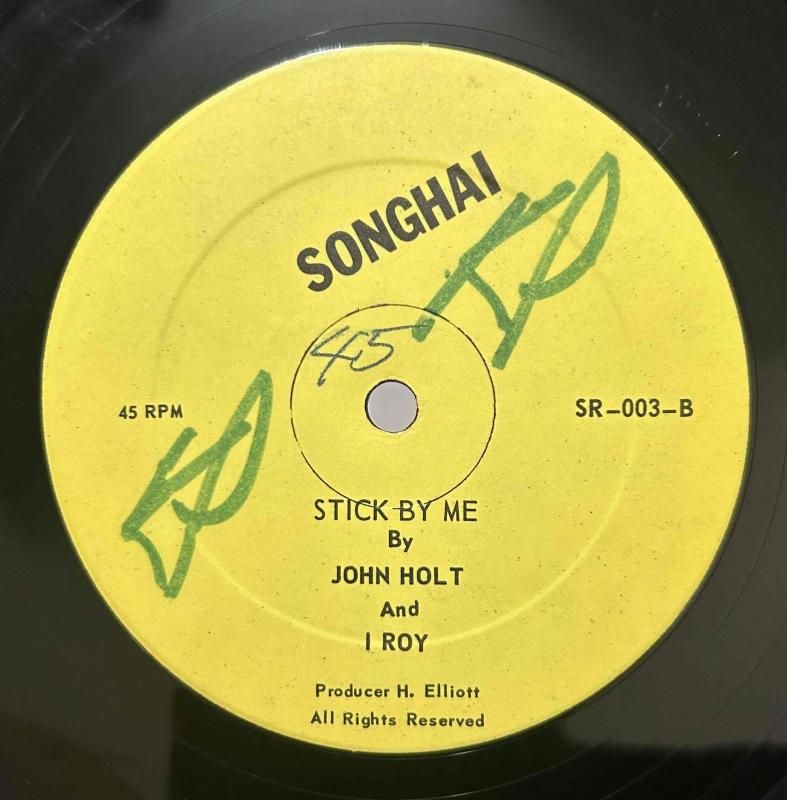 SONGHAI
45
45 RPM
SR-003-B
STICK BY ME
By
JOHN HOLT
And
I ROY
Producer H. Elliott
All Rights Reserved